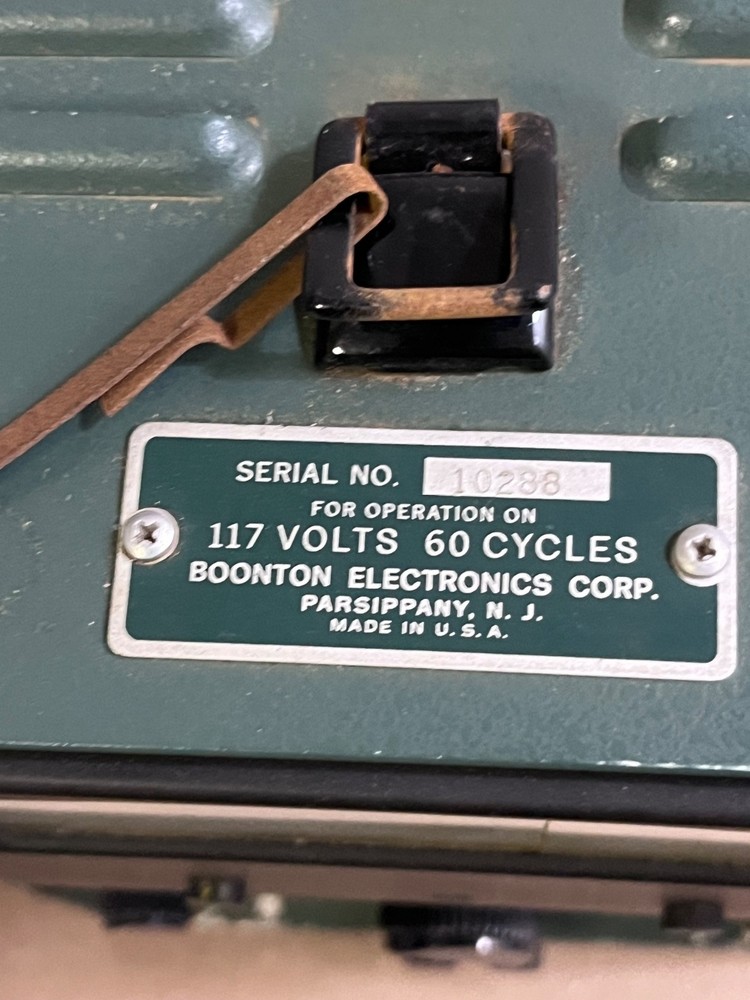 SERIAL NO. 10288
FOR OPERATION ON
117 VOLTS 60 CYCLES
BOONTON ELECTRONICS CORP.
PARSIPPANY, N. J.
MADE IN U. S. A.